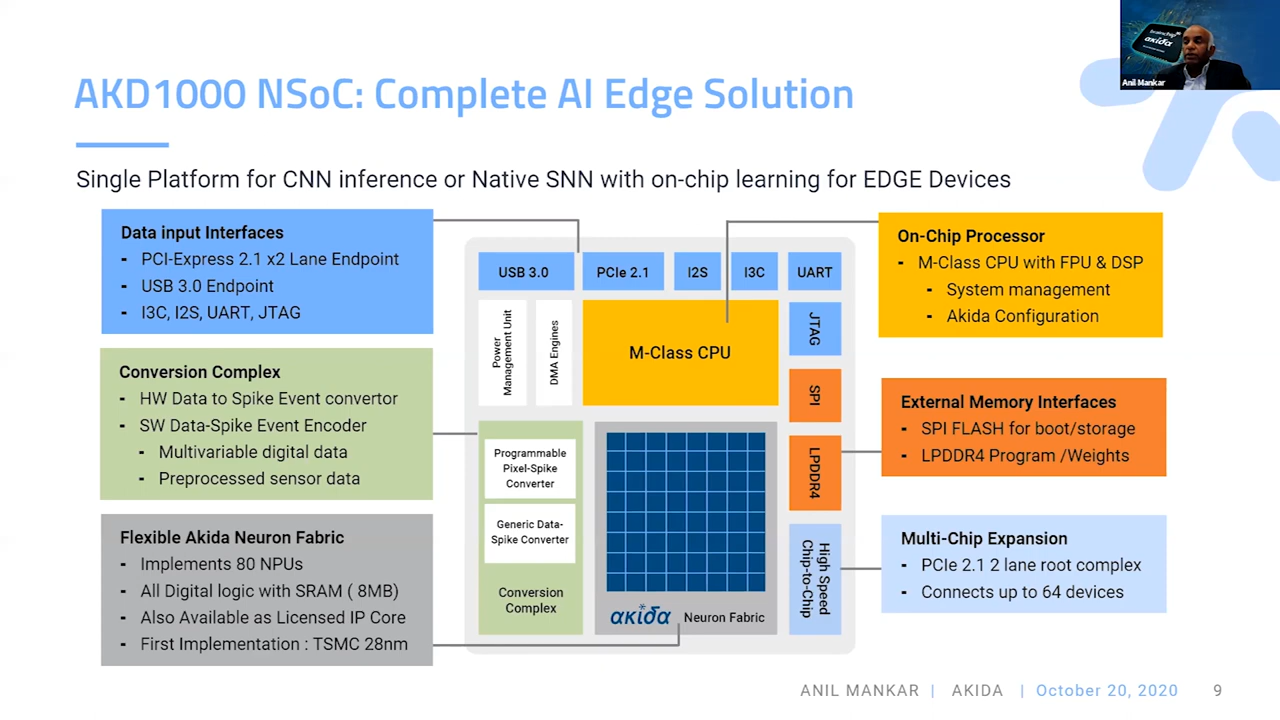 brainchip
akida
Anil Mankar
AKD1000 NSoC: Complete AI Edge Solution
Single Platform for CNN inference or Native SNN with on-chip learning for EDGE Devices
Data input Interfaces
- PCI-Express 2.1 x2 Lane Endpoint
- USB 3.0 Endpoint
- I3C, I2S, UART, JTAG
Conversion Complex
- HW Data to Spike Event convertor
- SW Data-Spike Event Encoder
- Multivariable digital data
- Preprocessed sensor data
Flexible Akida Neuron Fabric
- Implements 80 NPUs
- All Digital logic with SRAM ( 8MB)
- Also Available as Licensed IP Core
- First Implementation : TSMC 28nm
USB 3.0
PCIe 2.1
I2S
I3C
UART
Power
Management Unit
DMA Engines
M-Class CPU
JTAG
SPI
LPDDR4
High Speed
Chip-to-Chip
Programmable
Pixel-Spike
Converter
Generic Data-
Spike Converter
Conversion
Complex
akida Neuron Fabric
On-Chip Processor
- M-Class CPU with FPU & DSP
- System management
- Akida Configuration
External Memory Interfaces
- SPI FLASH for boot/storage
- LPDDR4 Program /Weights
Multi-Chip Expansion
- PCIe 2.1 2 lane root complex
- Connects up to 64 devices
ANIL MANKAR | AKIDA | October 20, 2020 9